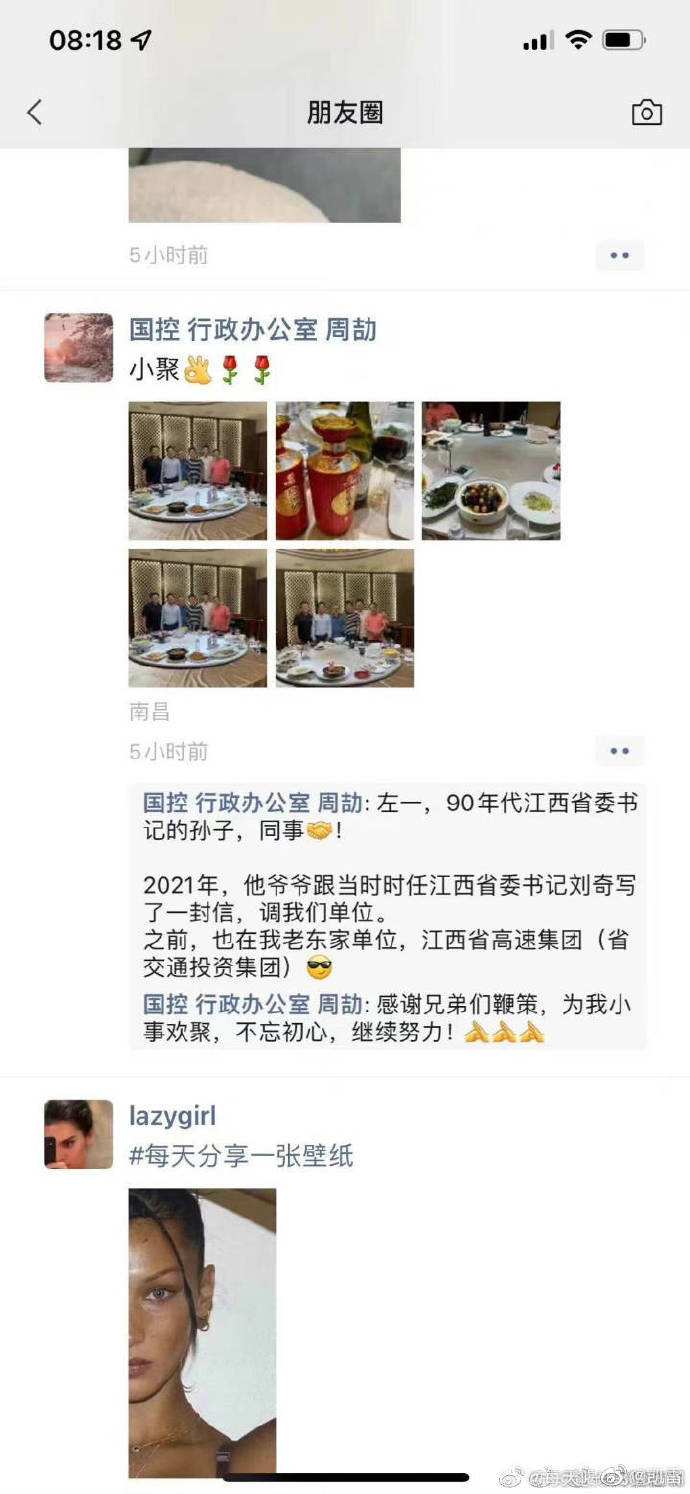 08:18
朋友圈
5小时前
国控 行政办公室 周劼
小聚👌🌹🌹
南昌
5小时前
国控 行政办公室 周劼: 左一，90年代江西省委书
记的孙子，同事🤝!
2021年，他爷爷跟当时时任江西省委书记刘奇写
了一封信，调我们单位。
之前，也在我老东家单位，江西省高速集团（省
交通投资集团）😎
国控 行政办公室 周劼: 感谢兄弟们鞭策，为我小
事欢聚，不忘初心，继续努力！🙏🙏🙏
lazygirl
#每天分享一张壁纸